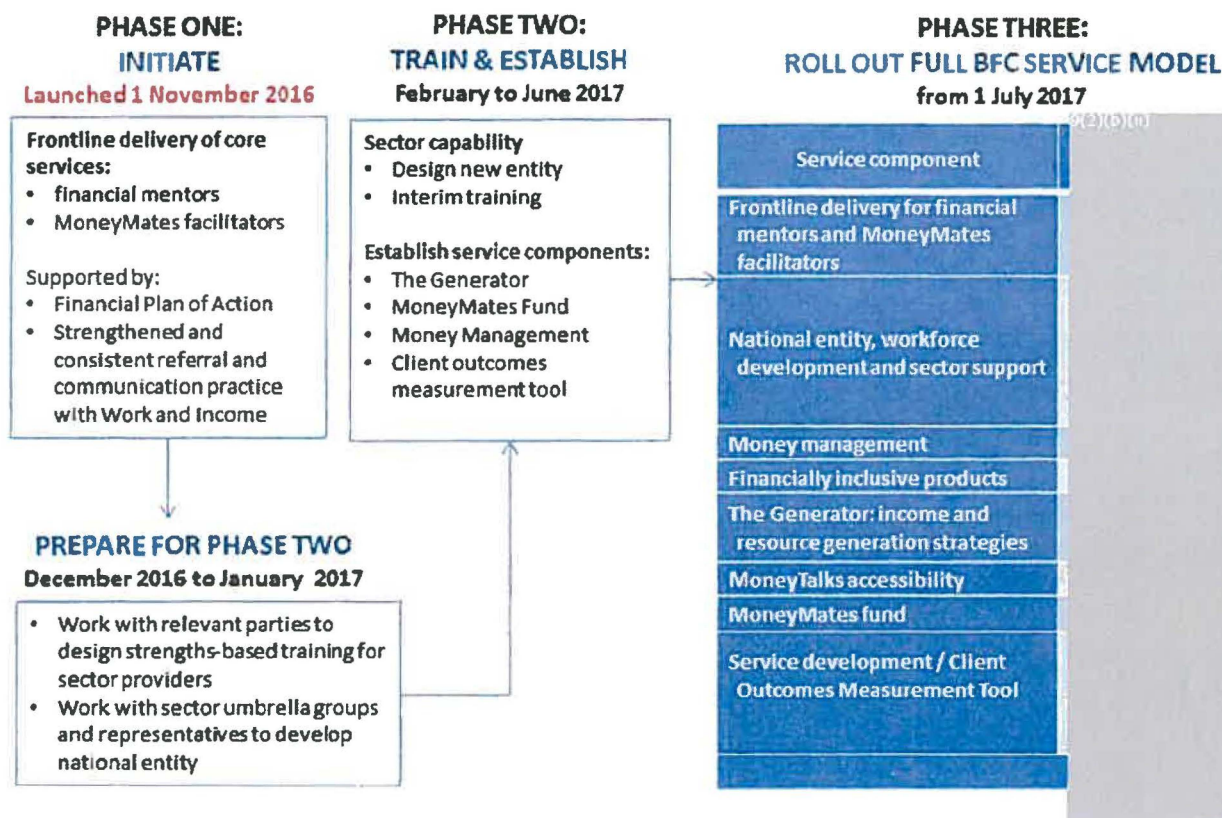 PHASE ONE:
INITIATE
Launched 1 November 2016
Frontline delivery of core
services:
• financial mentors
• MoneyMates facilitators
Supported by:
• Financial Plan of Action
• Strengthened and
consistent referral and
communication practice
with Work and Income
PREPARE FOR PHASE TWO
December 2016 to January 2017
• Work with relevant parties to
design strengths-based training for
sector providers
• Work with sector umbrella groups
and representatives to develop
national entity
PHASE TWO:
TRAIN & ESTABLISH
February to June 2017
Sector capability
• Design new entity
• Interim training
Establish service components:
• The Generator
• MoneyMates Fund
• Money Management
• Client outcomes
measurement tool
PHASE THREE:
ROLL OUT FULL BFC SERVICE MODEL
from 1 July 2017
Service component
Frontline delivery for financial
mentors and MoneyMates
facilitators
National entity, workforce
development and sector support
Money management
Financially inclusive products
The Generator: income and
resource generation strategies
MoneyTalks accessibility
MoneyMates fund
Service development / Client
Outcomes Measurement Tool